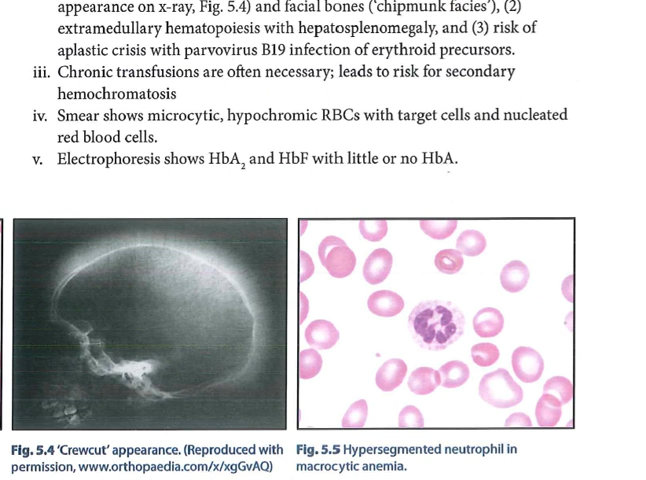 appearance on x-ray, Fig. 5.4) and facial bones ('chipmunk facies'), (2)
extramedullary hematopoiesis with hepatosplenomegaly, and (3) risk of
aplastic crisis with parvovirus B19 infection of erythroid precursors.
iii. Chronic transfusions are often necessary; leads to risk for secondary
hemochromatosis
iv. Smear shows microcytic, hypochromic RBCs with target cells and nucleated
red blood cells.
v. Electrophoresis shows HbA₂ and HbF with little or no HbA.
Fig. 5.4 'Crewcut' appearance. (Reproduced with
permission, www.orthopaedia.com/x/xgGvAQ)
Fig. 5.5 Hypersegmented neutrophil in
macrocytic anemia.